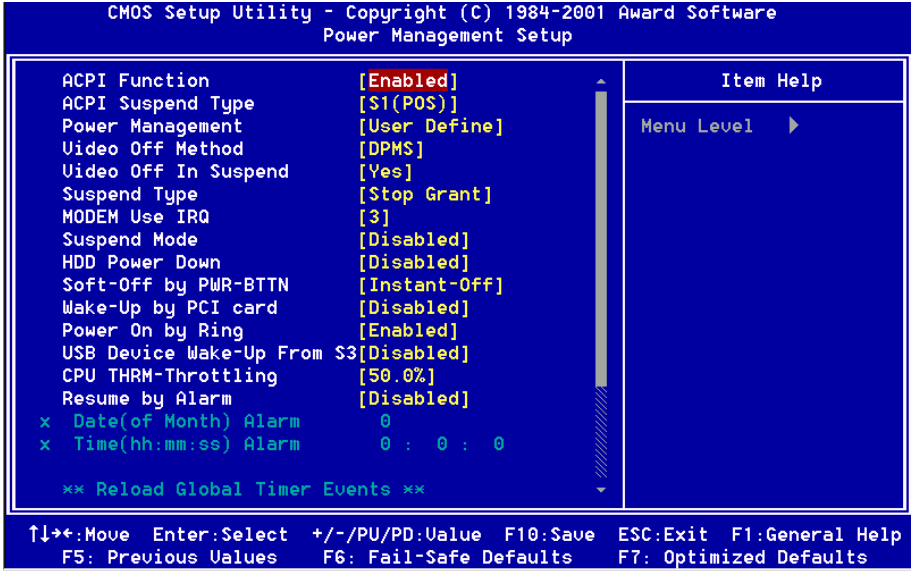 CMOS Setup Utility - Copyright (C) 1984-2001 Award Software
Power Management Setup
ACPI Function [Enabled]
ACPI Suspend Type [S1(POS)]
Power Management [User Define]
Video Off Method [DPMS]
Video Off In Suspend [Yes]
Suspend Type [Stop Grant]
MODEM Use IRQ [3]
Suspend Mode [Disabled]
HDD Power Down [Disabled]
Soft-Off by PWR-BTTN [Instant-Off]
Wake-Up by PCI card [Disabled]
Power On by Ring [Enabled]
USB Device Wake-Up From S3[Disabled]
CPU THRM-Throttling [50.0%]
Resume by Alarm [Disabled]
x Date(of Month) Alarm 0
x Time(hh:mm:ss) Alarm 0 : 0 : 0
** Reload Global Timer Events **
Item Help
Menu Level ▶
↑↓→←:Move Enter:Select +/-/PU/PD:Value F10:Save ESC:Exit F1:General Help
F5: Previous Values F6: Fail-Safe Defaults F7: Optimized Defaults